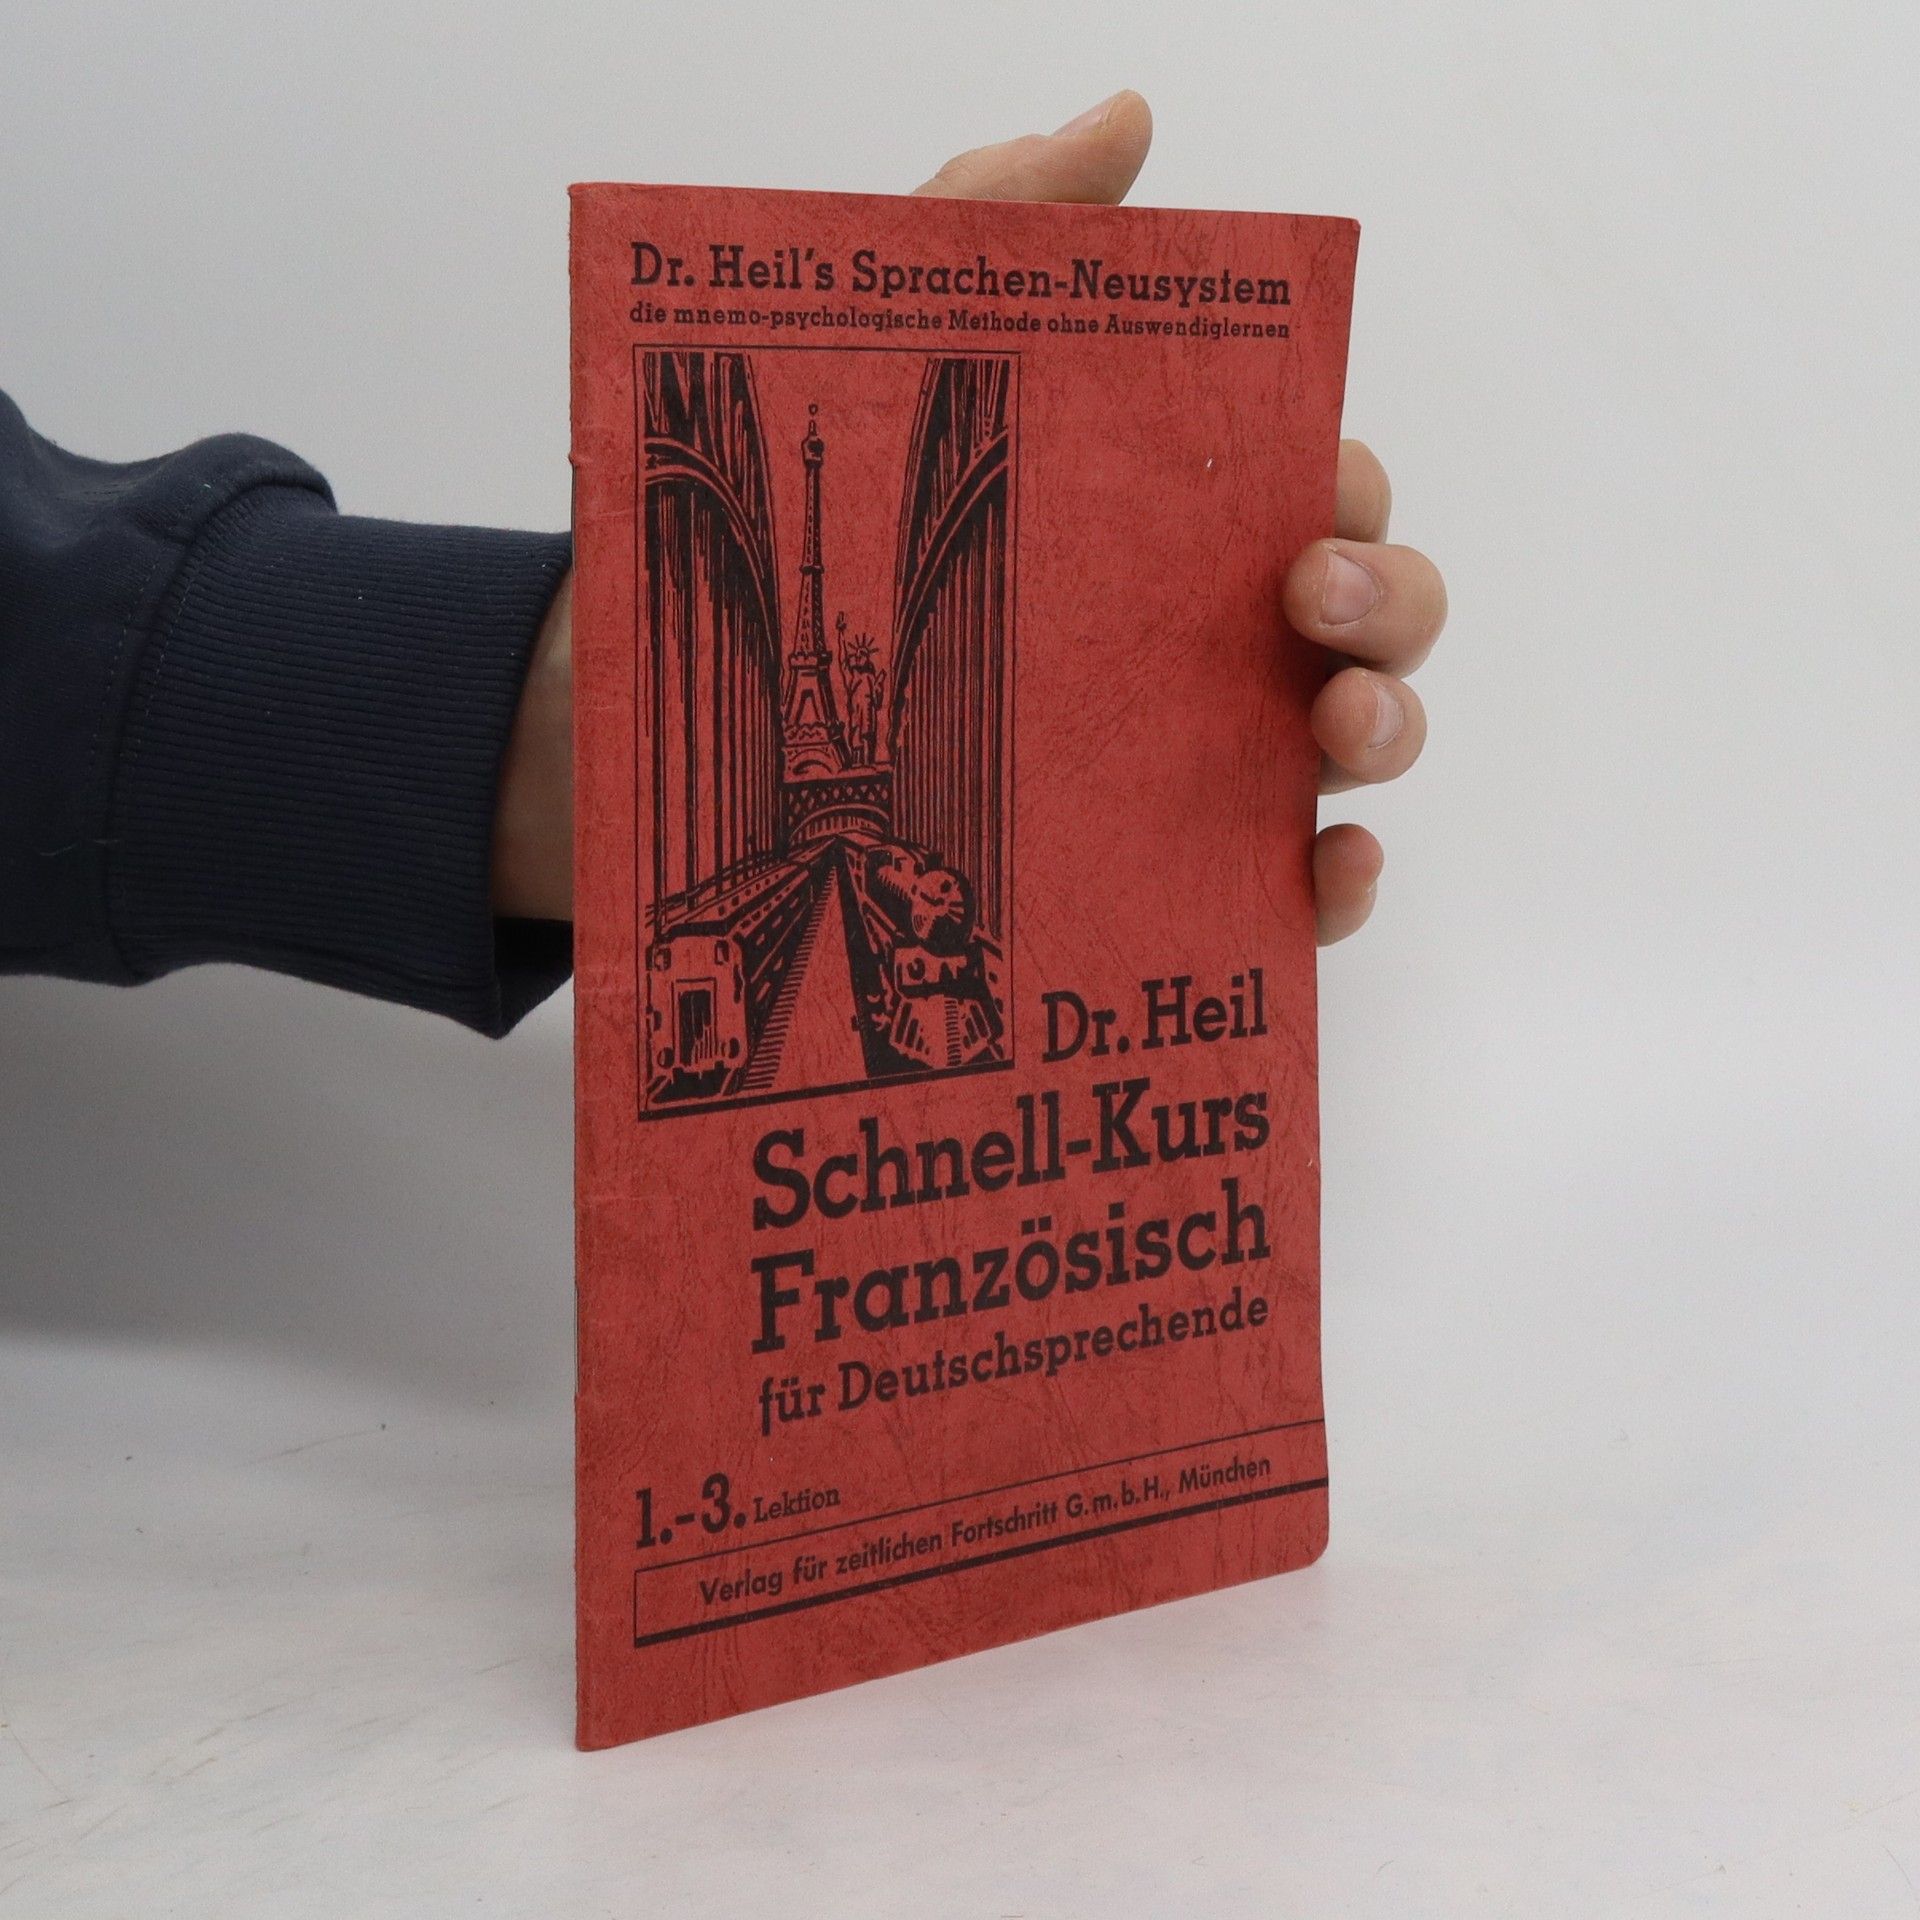 Dr. Heil's Sprachen-Neusystem
die mnemo-psychologische Methode ohne Auswendiglernen
Dr. Heil
Schnell-Kurs
Französisch
für Deutschsprechende
1.-3. Lektion
Verlag für zeitlichen Fortschritt G.m.b.H., München